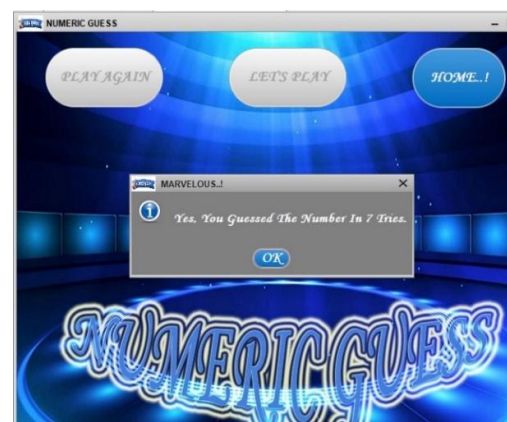 NUMERIC GUESS
PLAY AGAIN
LET'S PLAY
HOME..!
MARVELOUS..!
Yes, You Guessed The Number In 7 Tries.
OK
NUMERIC GUESS